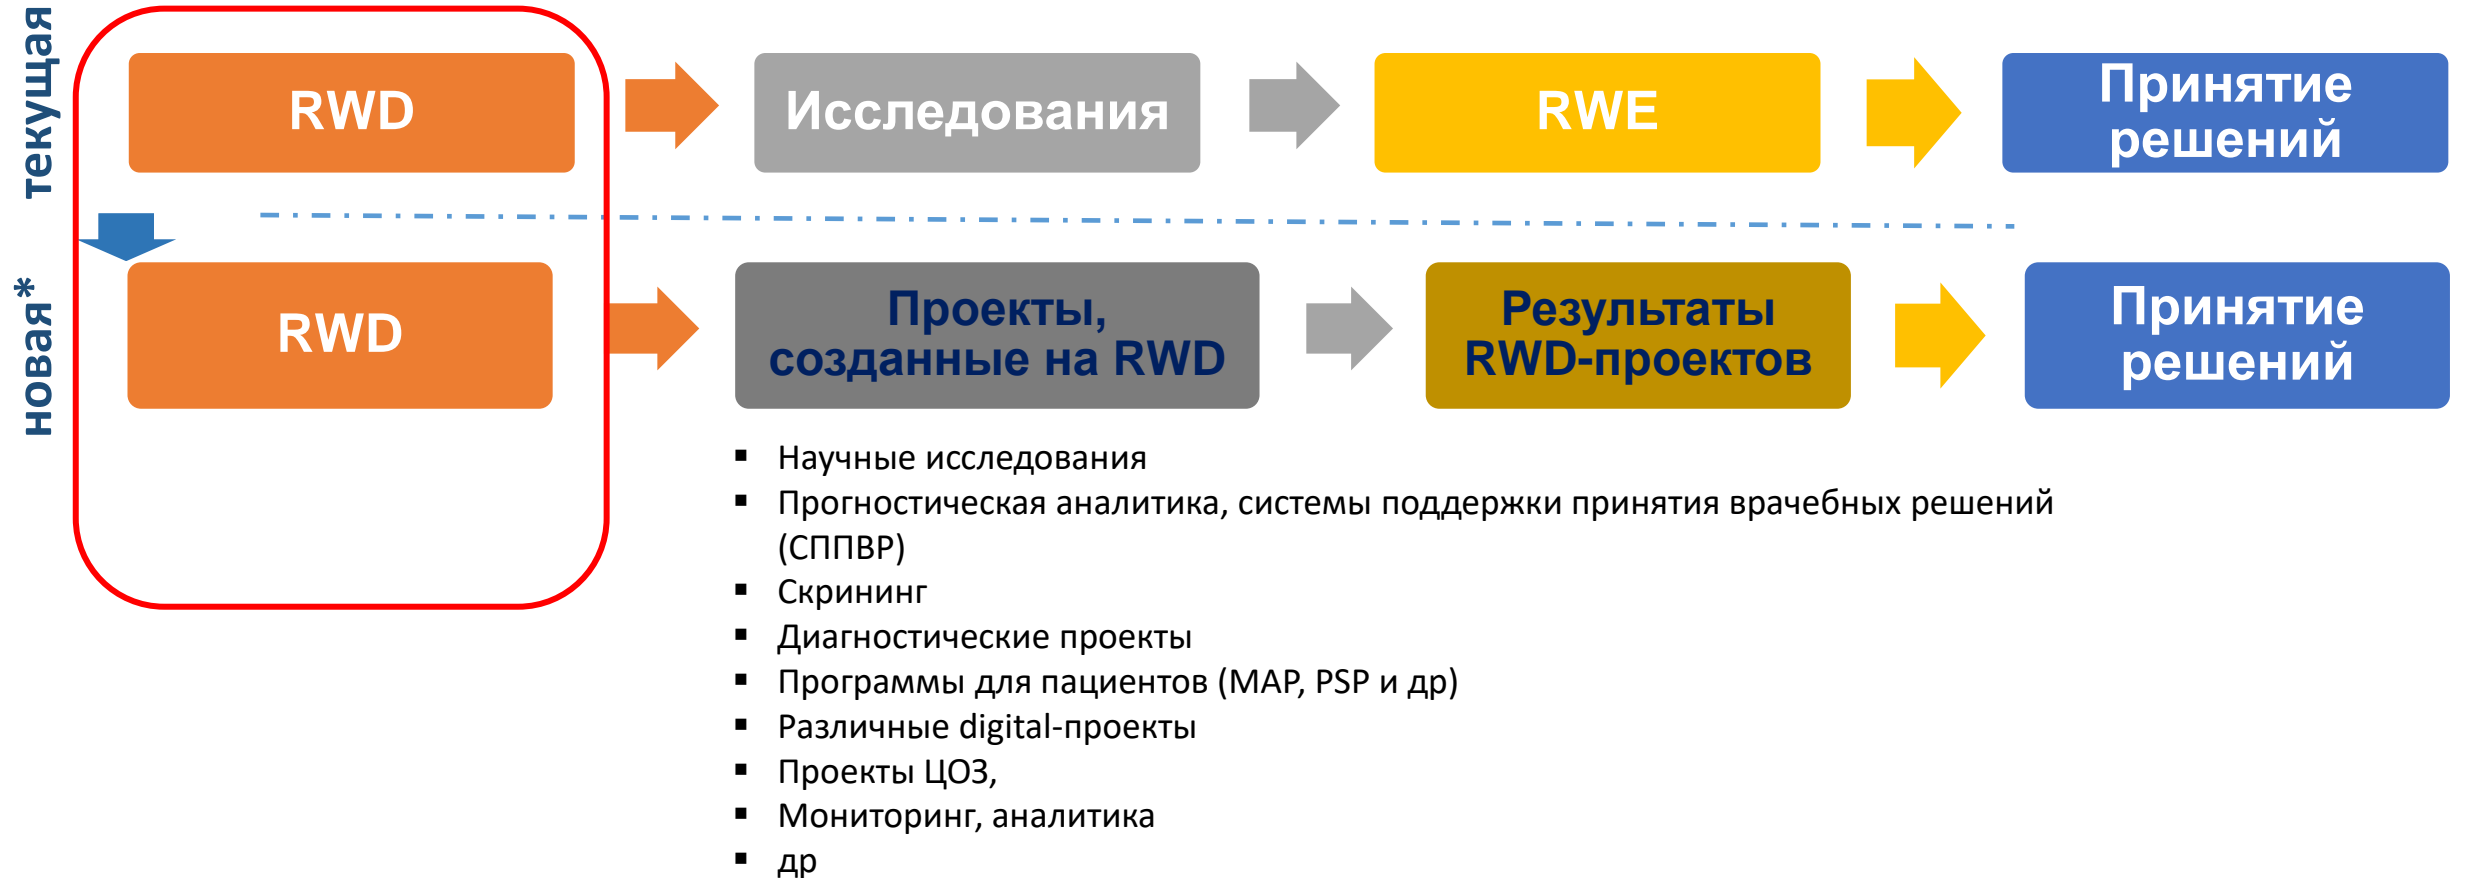 текущая
RWD
Исследования
RWE
Принятие
решений
новая*
RWD
Проекты,
созданные на RWD
Результаты
RWD-проектов
Принятие
решений
▪ Научные исследования
▪ Прогностическая аналитика, системы поддержки принятия врачебных решений
(СППВР)
▪ Скрининг
▪ Диагностические проекты
▪ Программы для пациентов (MAP, PSP и др)
▪ Различные digital-проекты
▪ Проекты ЦОЗ,
▪ Мониторинг, аналитика
▪ др